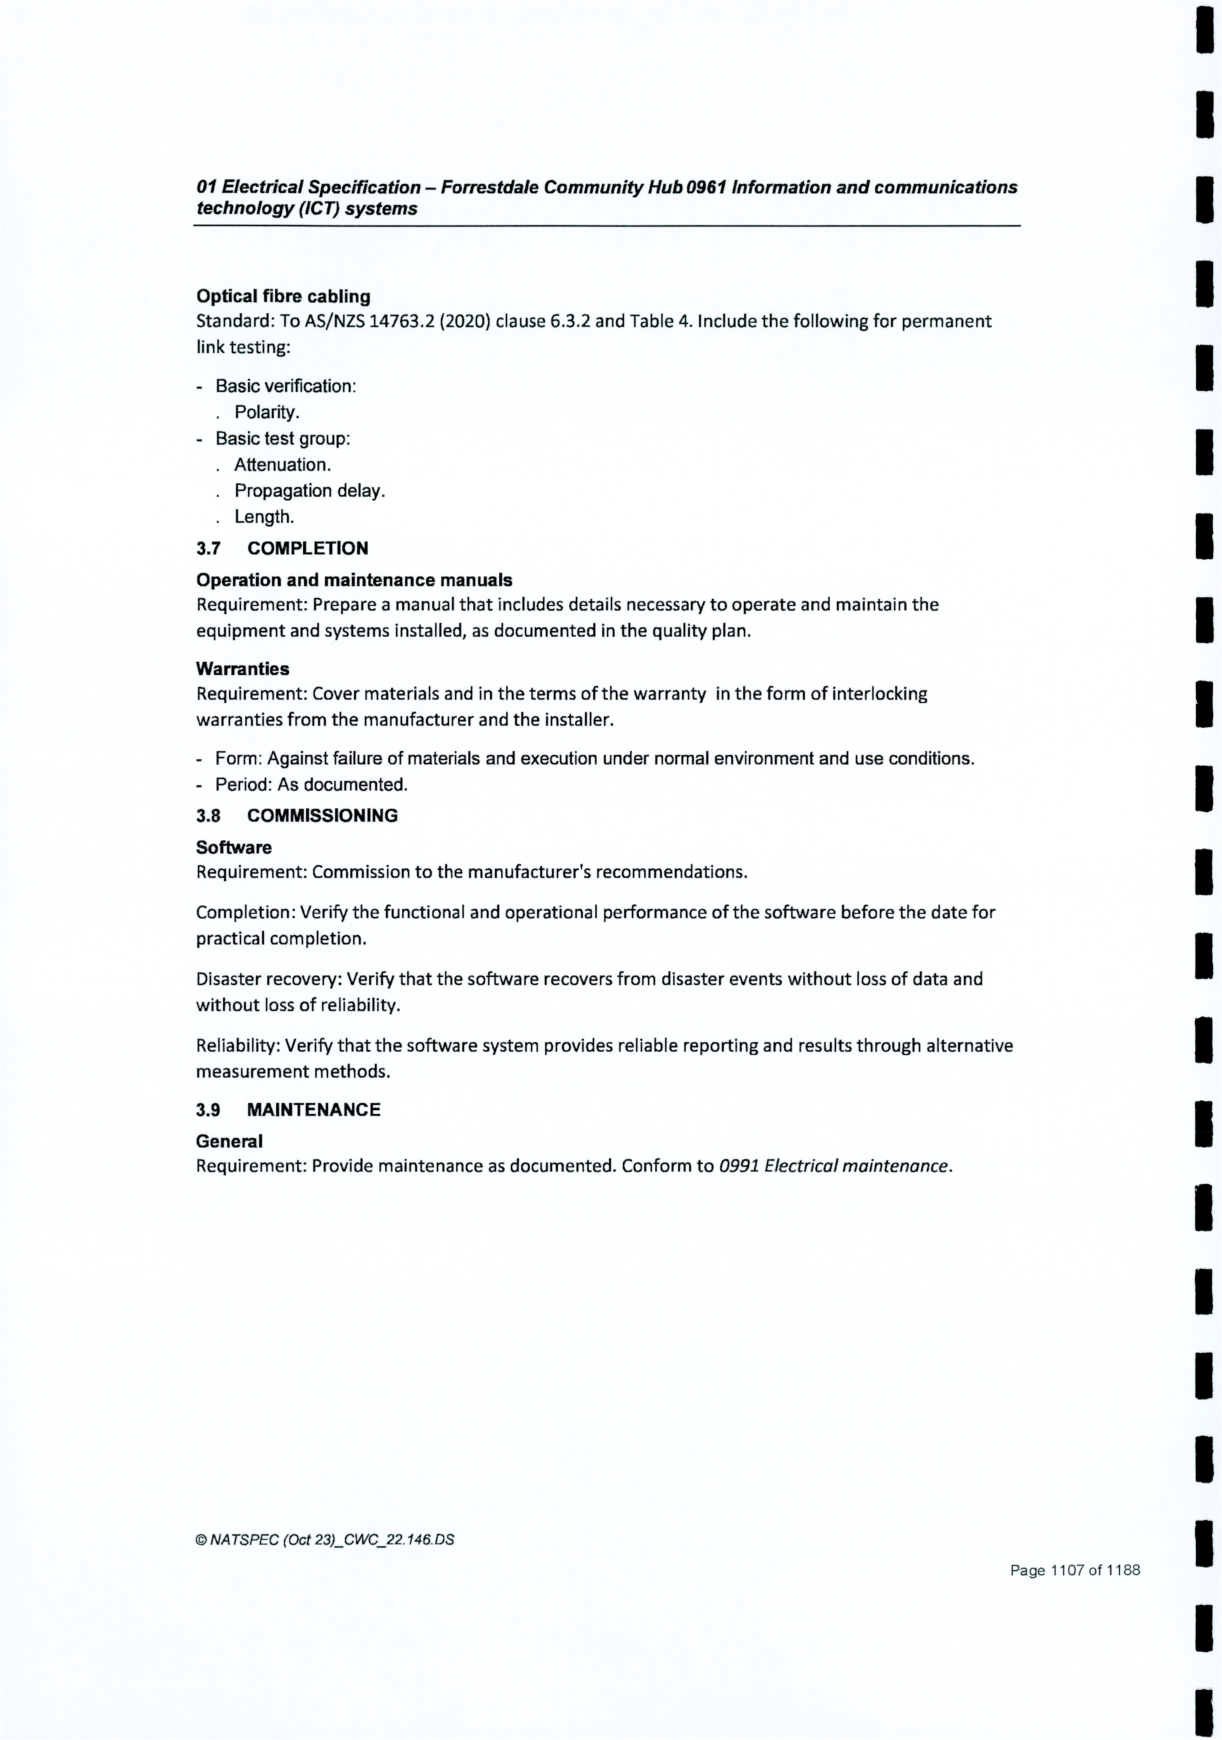 01 Electrical Specification – Forrestdale Community Hub 0961 Information and communications
technology (ICT) systems
Optical fibre cabling
Standard: To AS/NZS 14763.2 (2020) clause 6.3.2 and Table 4. Include the following for permanent
link testing:
- Basic verification:
. Polarity.
- Basic test group:
. Attenuation.
. Propagation delay.
. Length.
3.7 COMPLETION
Operation and maintenance manuals
Requirement: Prepare a manual that includes details necessary to operate and maintain the
equipment and systems installed, as documented in the quality plan.
Warranties
Requirement: Cover materials and in the terms of the warranty in the form of interlocking
warranties from the manufacturer and the installer.
- Form: Against failure of materials and execution under normal environment and use conditions.
- Period: As documented.
3.8 COMMISSIONING
Software
Requirement: Commission to the manufacturer's recommendations.
Completion: Verify the functional and operational performance of the software before the date for
practical completion.
Disaster recovery: Verify that the software recovers from disaster events without loss of data and
without loss of reliability.
Reliability: Verify that the software system provides reliable reporting and results through alternative
measurement methods.
3.9 MAINTENANCE
General
Requirement: Provide maintenance as documented. Conform to 0991 Electrical maintenance.
© NATSPEC (Oct 23)_CWC_22.146.DS
Page 1107 of 1188